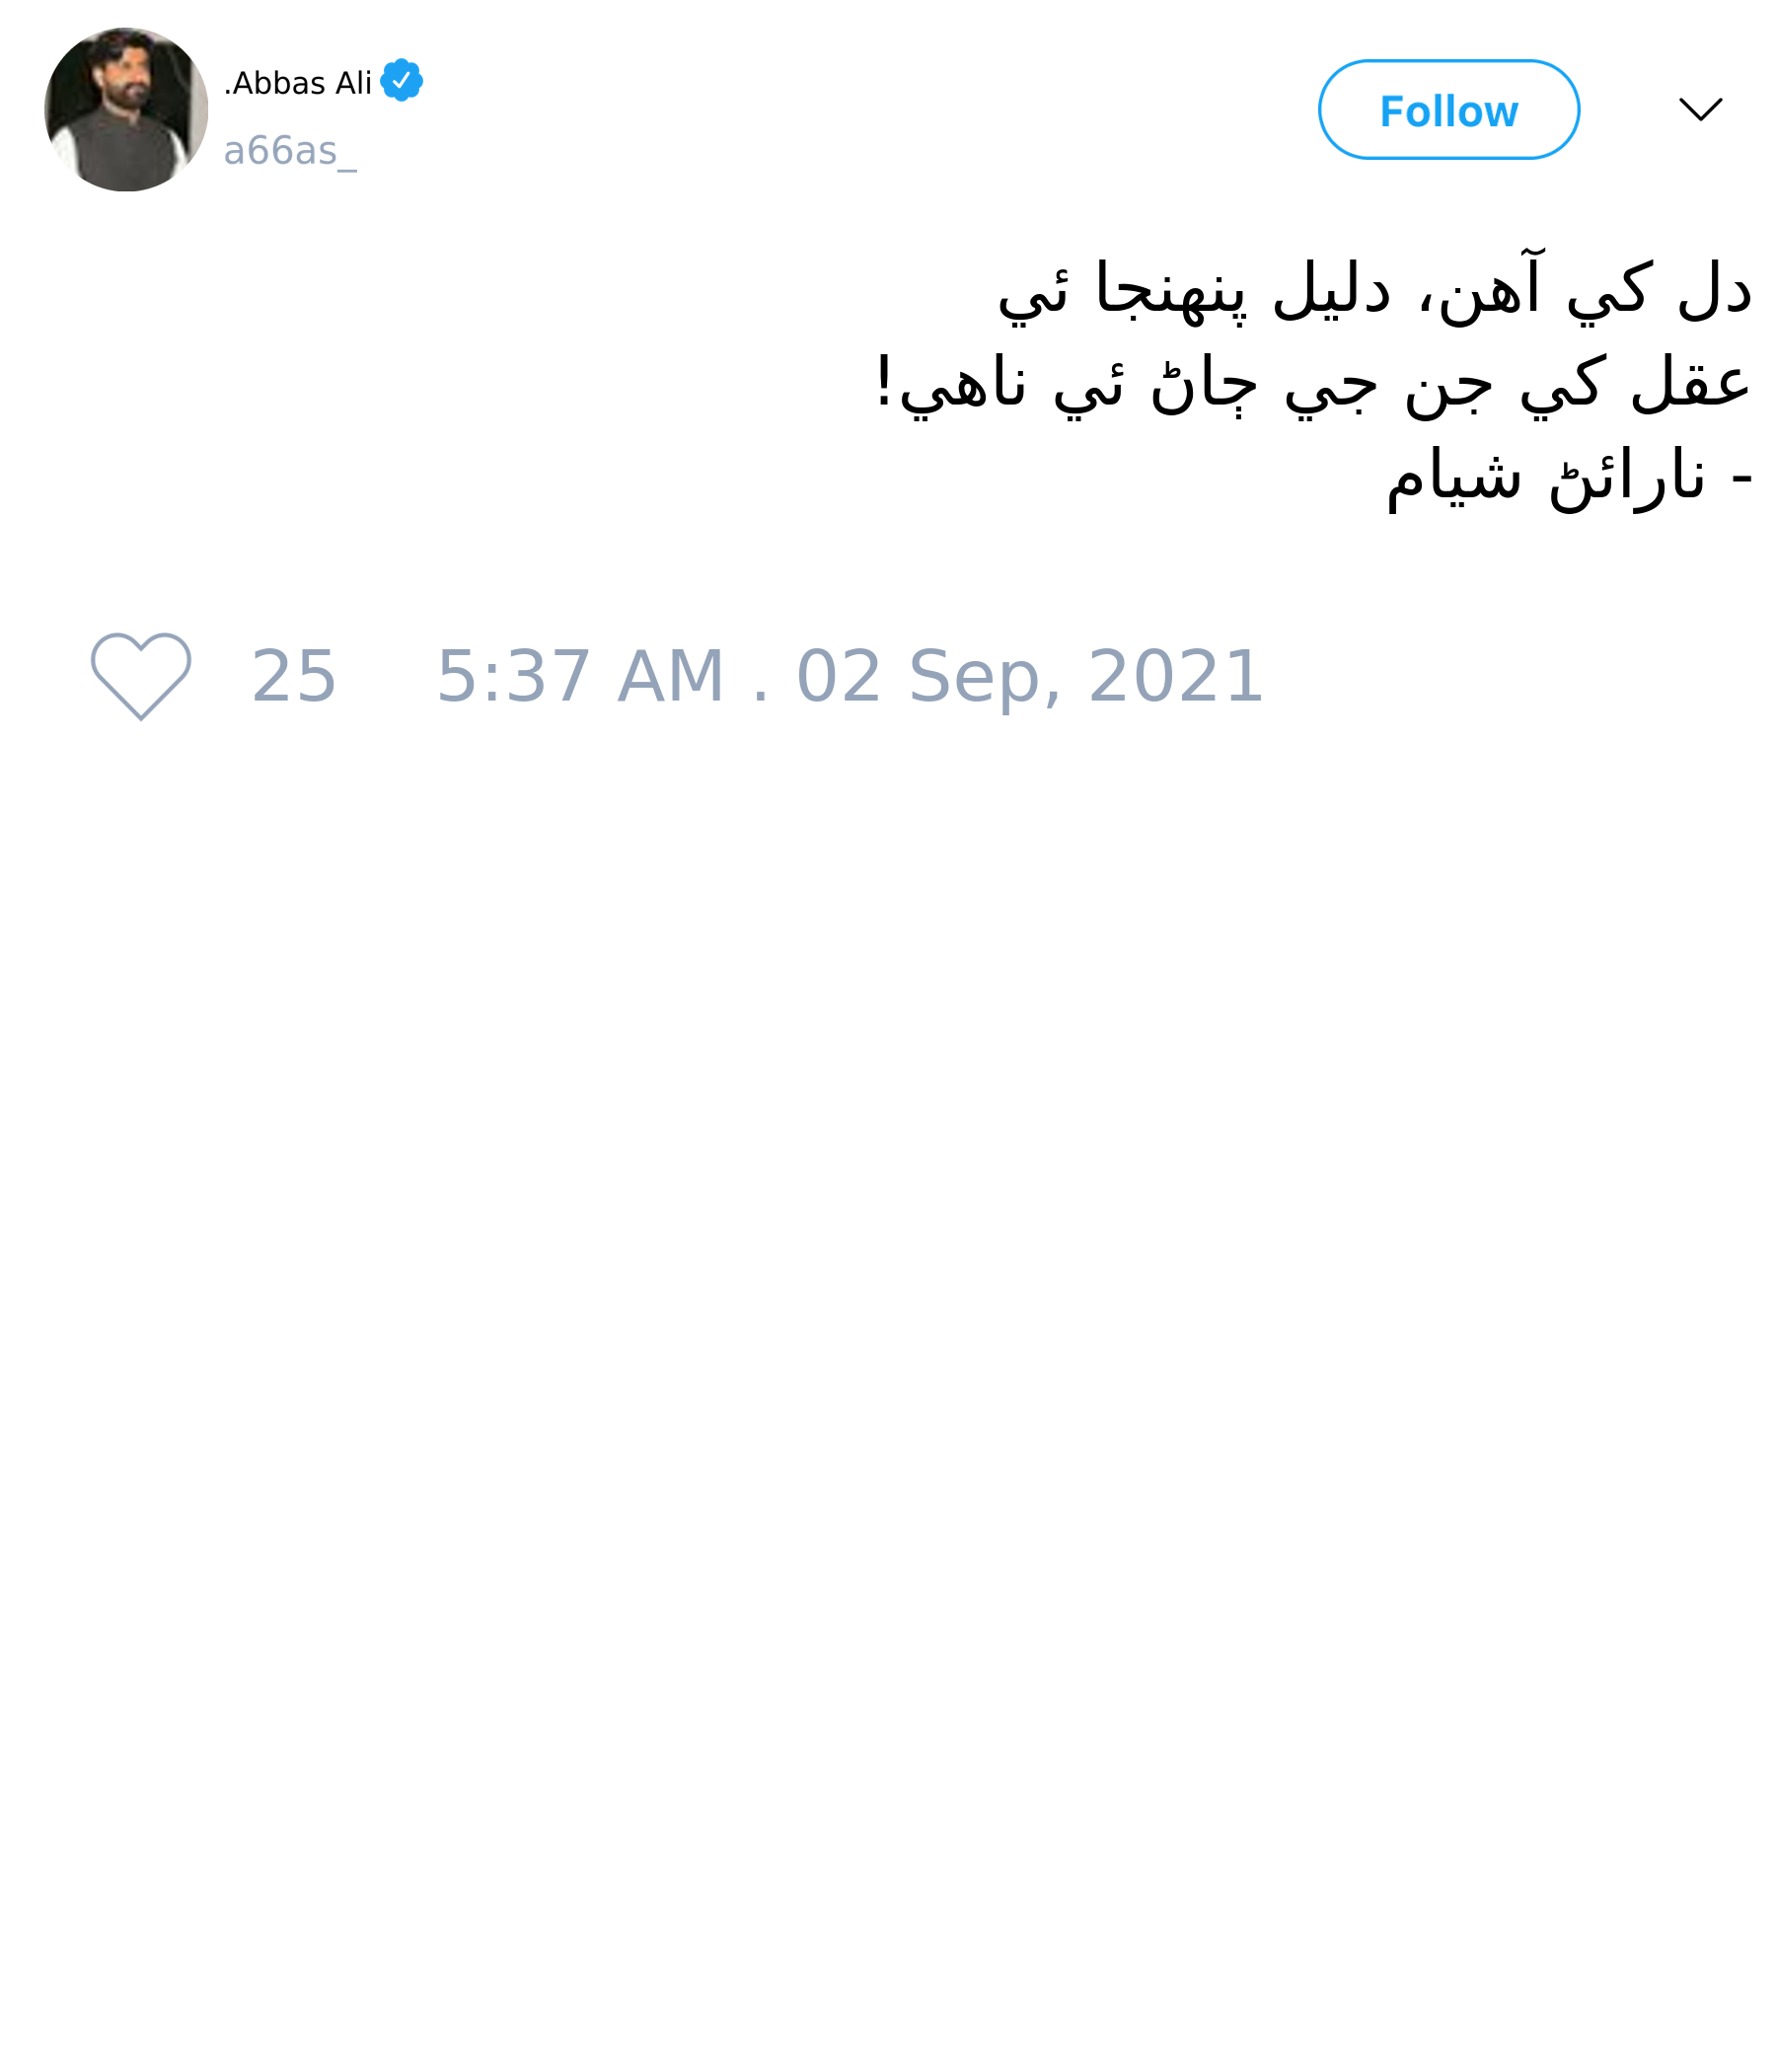 .Abbas Ali
a66as_
Follow
دل کي آهن، دليل پنهنجا ئي
عقل کي جن جي ڄاڻ ئي ناهي!
- نارائڻ شيام
25 5:37 AM . 02 Sep, 2021